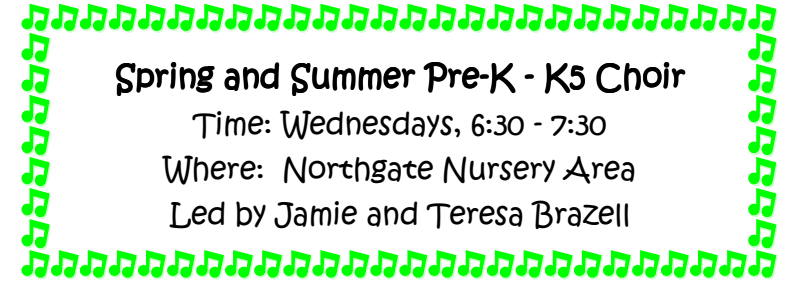 Spring and Summer Pre-K - K5 Choir
Time: Wednesdays, 6:30 - 7:30
Where:  Northgate Nursery Area
Led by Jamie and Teresa Brazell